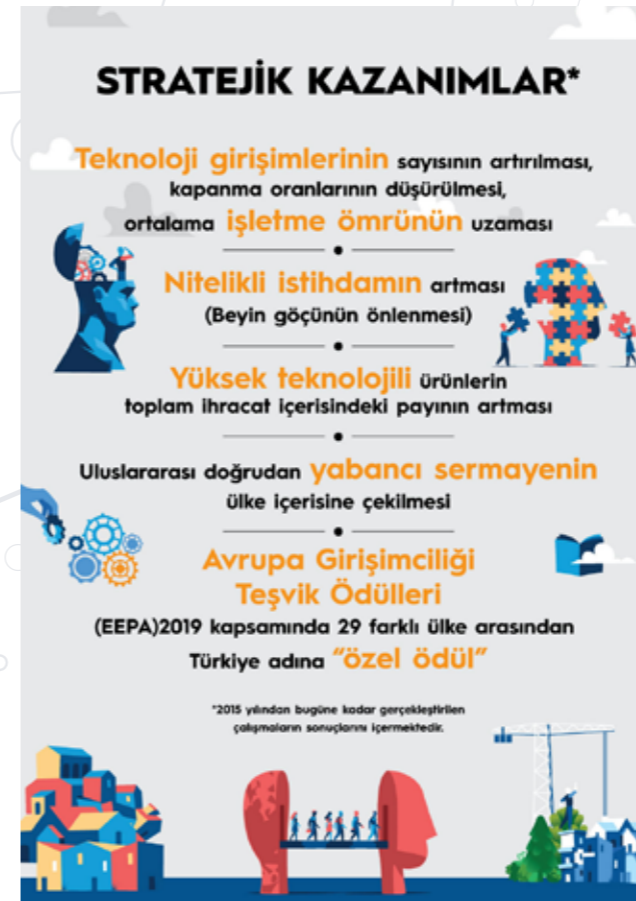 STRATEJİK KAZANIMLAR*
Teknoloji girişimlerinin sayısının artırılması,
kapanma oranlarının düşürülmesi,
ortalama işletme ömrünün uzaması
Nitelikli istihdamın artması
(Beyin göçünün önlenmesi)
Yüksek teknolojili ürünlerin
toplam ihracat içerisindeki payının artması
Uluslararası doğrudan yabancı sermayenin
ülke içerisine çekilmesi
Avrupa Girişimciliği
Teşvik Ödülleri
(EEPA)2019 kapsamında 29 farklı ülke arasından
Türkiye adına "özel ödül"
*2015 yılından bugüne kadar gerçekleştirilen
çalışmaların sonuçlarını içermektedir.